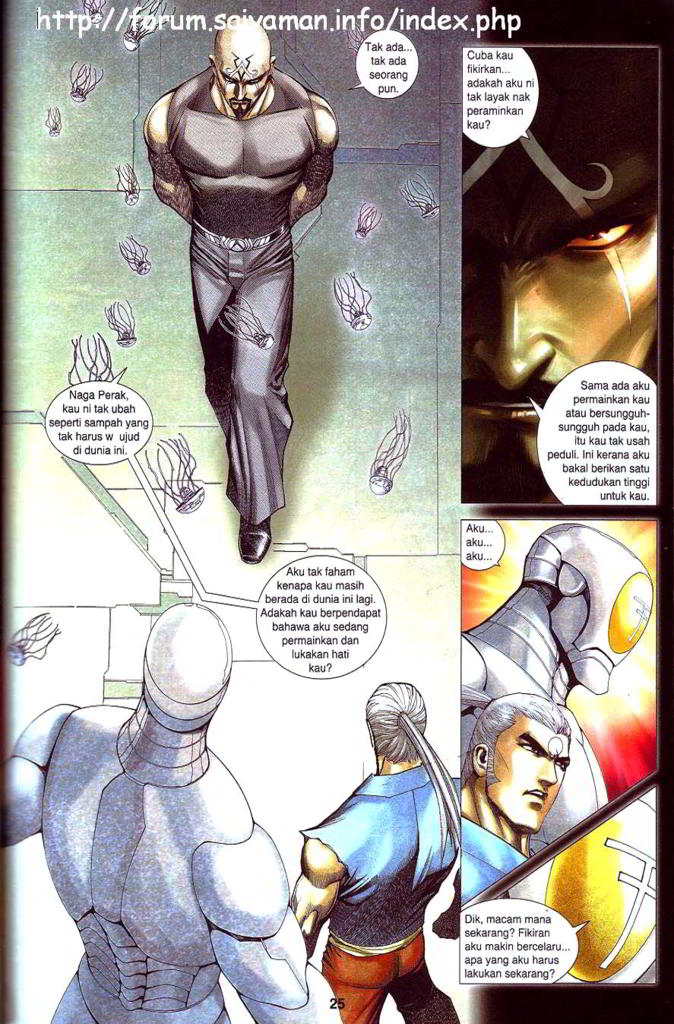 http://forum.saiyaman.info/index.php
Tak ada...
tak ada
seorang
pun.
Naga Perak,
kau ni tak ubah
seperti sampah yang
tak harus w ujud
di dunia ini.
Aku tak faham
kenapa kau masih
berada di dunia ini lagi.
Adakah kau berpendapat
bahawa aku sedang
permainkan dan
lukakan hati
kau?
Cuba kau
fikirkan...
adakah aku ni
tak layak nak
peraminkan
kau?
Sama ada aku
permainkan kau
atau bersungguh-
sungguh pada kau,
itu kau tak usah
peduli. Ini kerana aku
bakal berikan satu
kedudukan tinggi
untuk kau.
Aku...
aku...
aku...
Dik, macam mana
sekarang? Fikiran
aku makin bercelaru...
apa yang aku harus
lakukan sekarang?
25